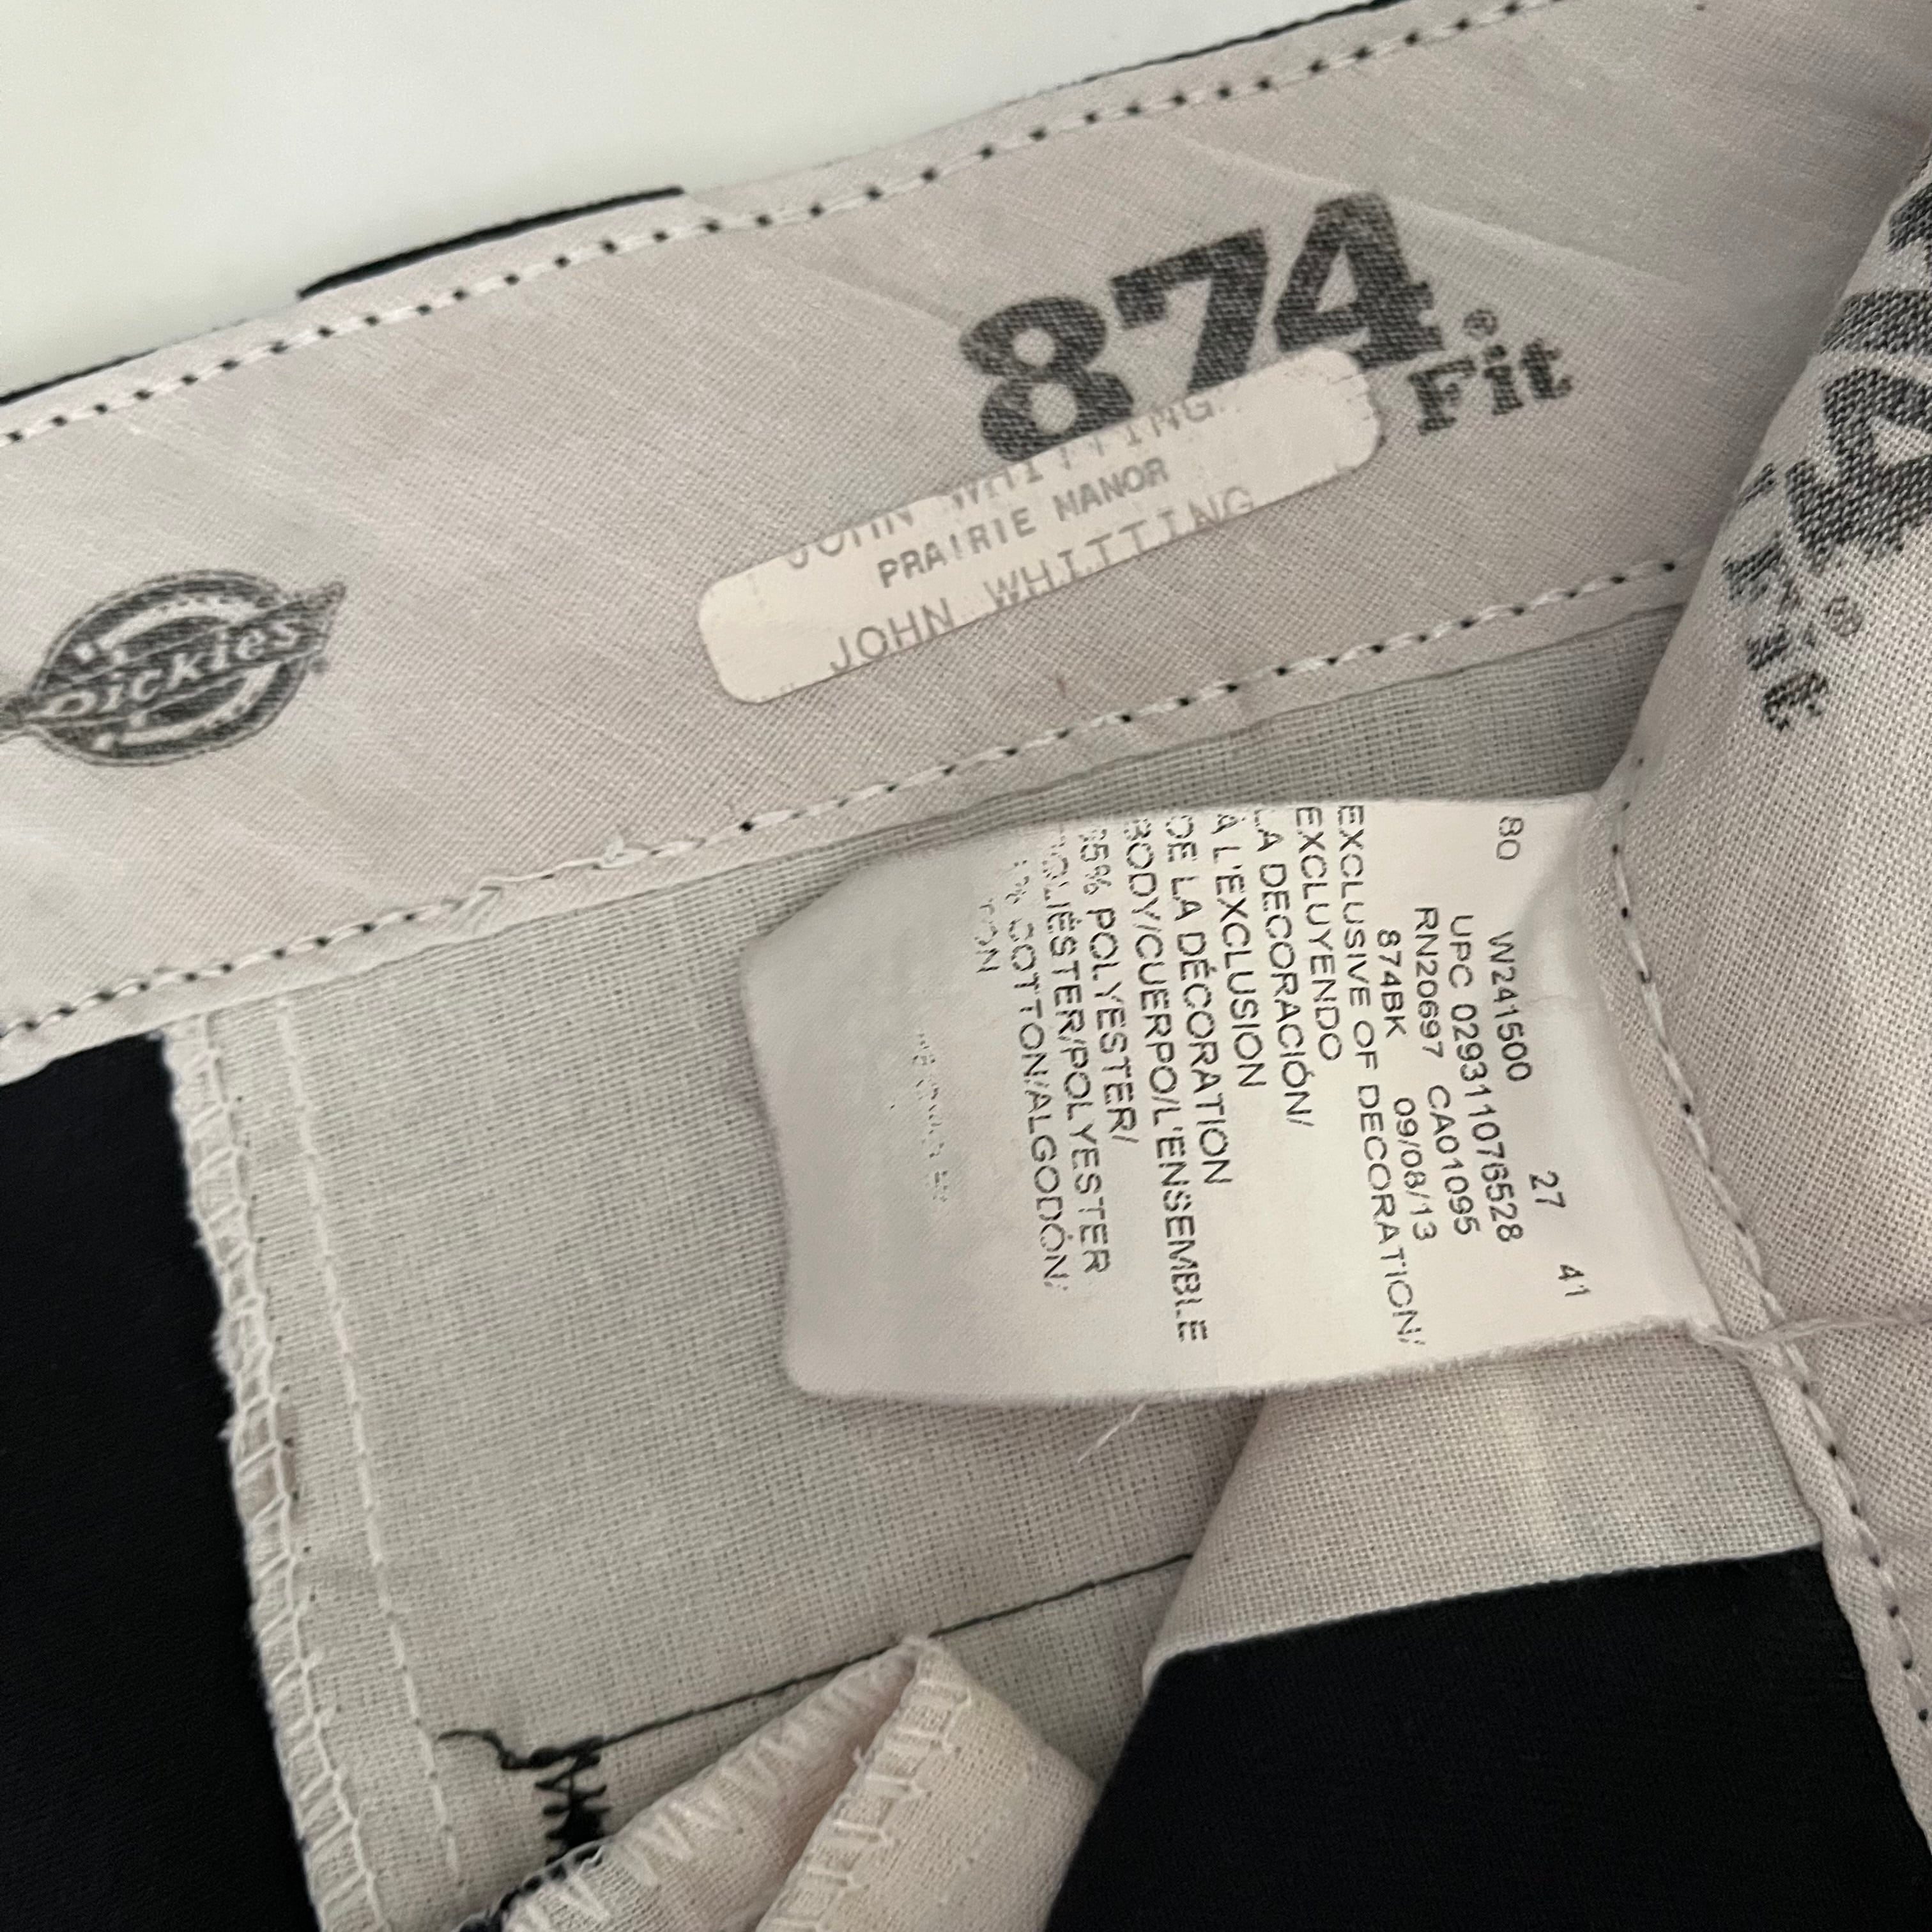 874®
Fit
Dickies
JOHN WHITTING
PRAIRIE MANOR
JOHN WHITTING
Fit
®
27 41
80 W241500
UPC 029311076528
RN20697 CA01095
874BK 09/08/13
EXCLUSIVE OF DECORATION/
EXCLUYENDO
LA DECORACIÓN/
À L'EXCLUSION
DE LA DÉCORATION
BODY/CUERPO/L'ENSEMBLE
65% POLYESTER/
POLIÉSTER/POLYESTER
COTTON/ALGODÓN/